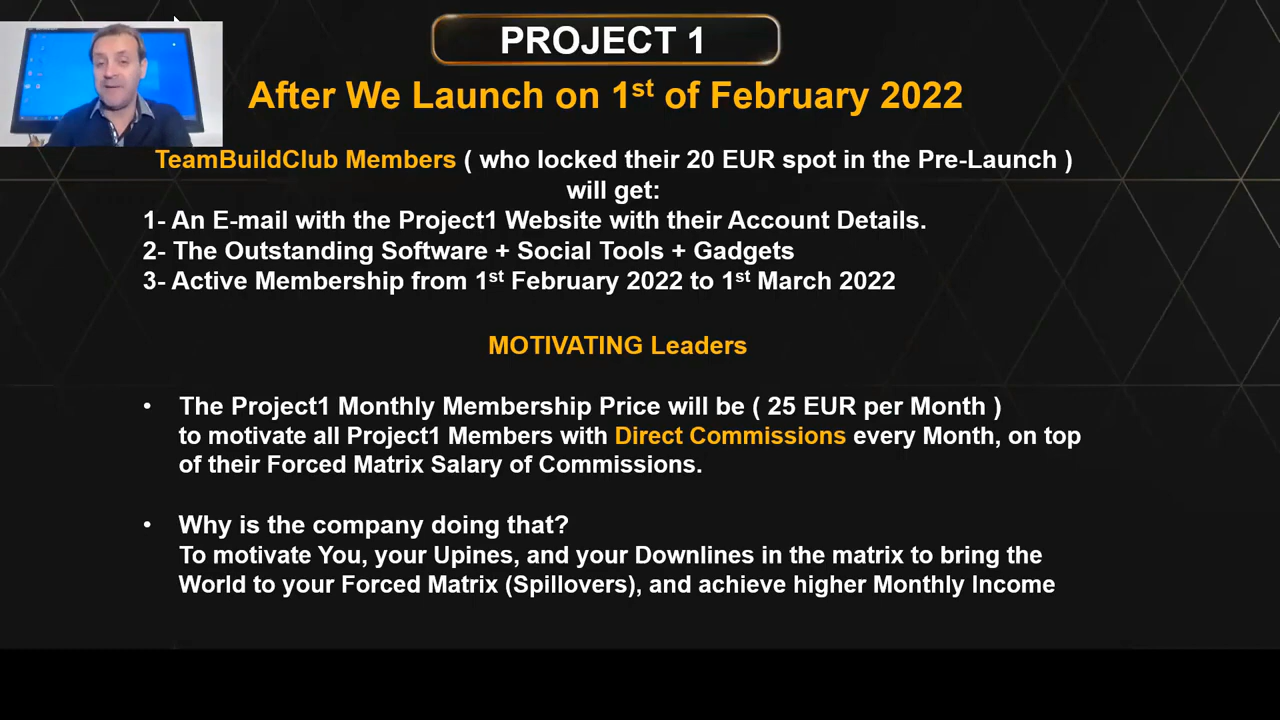 PROJECT 1
After We Launch on 1st of February 2022
TeamBuildClub Members ( who locked their 20 EUR spot in the Pre-Launch )
will get:
1- An E-mail with the Project1 Website with their Account Details.
2- The Outstanding Software + Social Tools + Gadgets
3- Active Membership from 1st February 2022 to 1st March 2022
MOTIVATING Leaders
• The Project1 Monthly Membership Price will be ( 25 EUR per Month )
to motivate all Project1 Members with Direct Commissions every Month, on top
of their Forced Matrix Salary of Commissions.
• Why is the company doing that?
To motivate You, your Upines, and your Downlines in the matrix to bring the
World to your Forced Matrix (Spillovers), and achieve higher Monthly Income